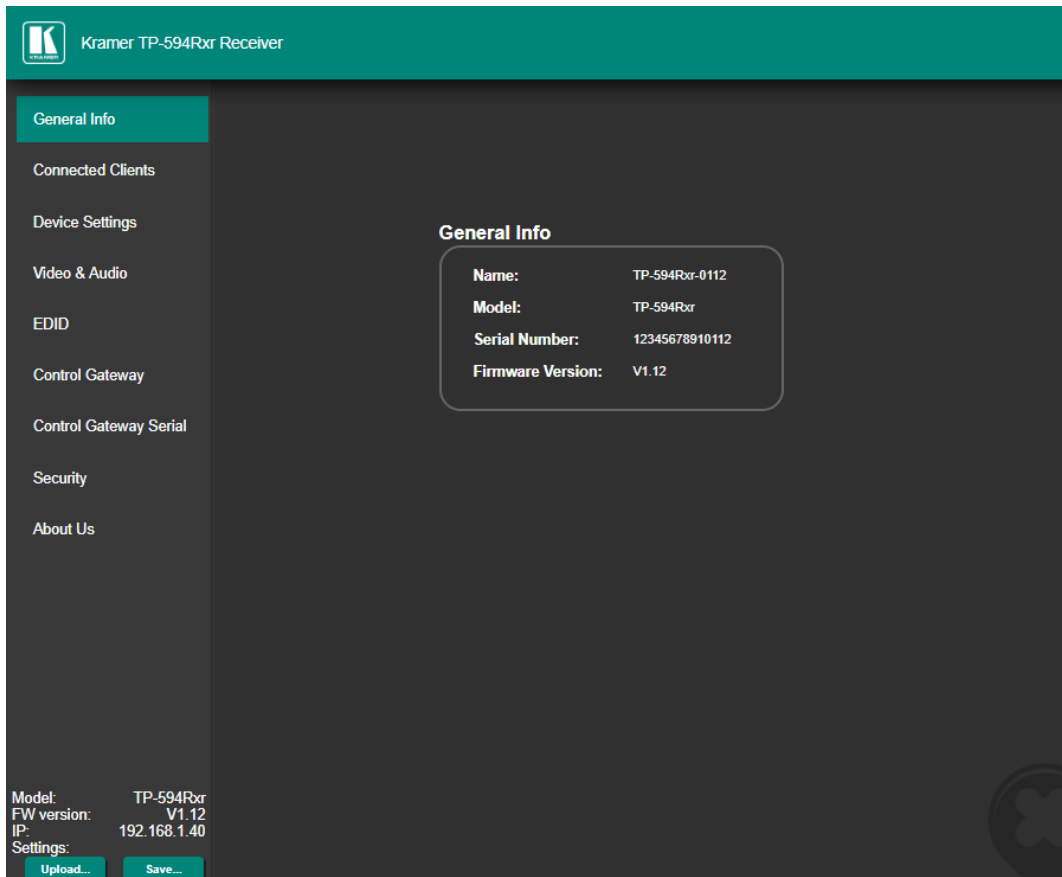 KRAMER
Kramer TP-594Rxr Receiver
General Info
Connected Clients
Device Settings
Video & Audio
EDID
Control Gateway
Control Gateway Serial
Security
About Us
General Info
Name: TP-594Rxr-0112
Model: TP-594Rxr
Serial Number: 12345678910112
Firmware Version: V1.12
Model: TP-594Rxr
FW version: V1.12
IP: 192.168.1.40
Settings:
Upload... Save...